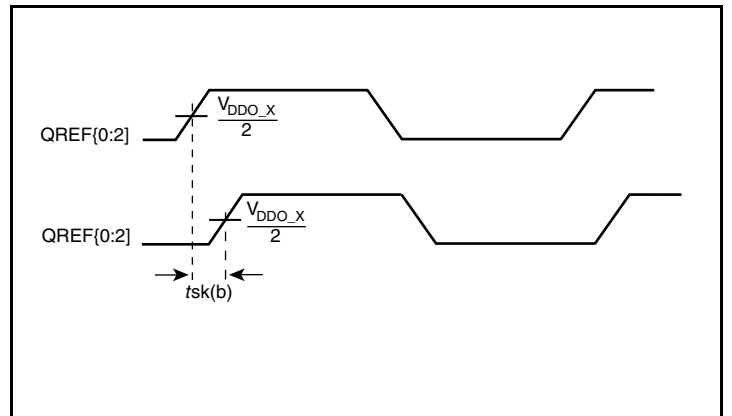 QREF{0:2]
VDDO_X
2
QREF{0:2]
VDDO_X
2
tsk(b)